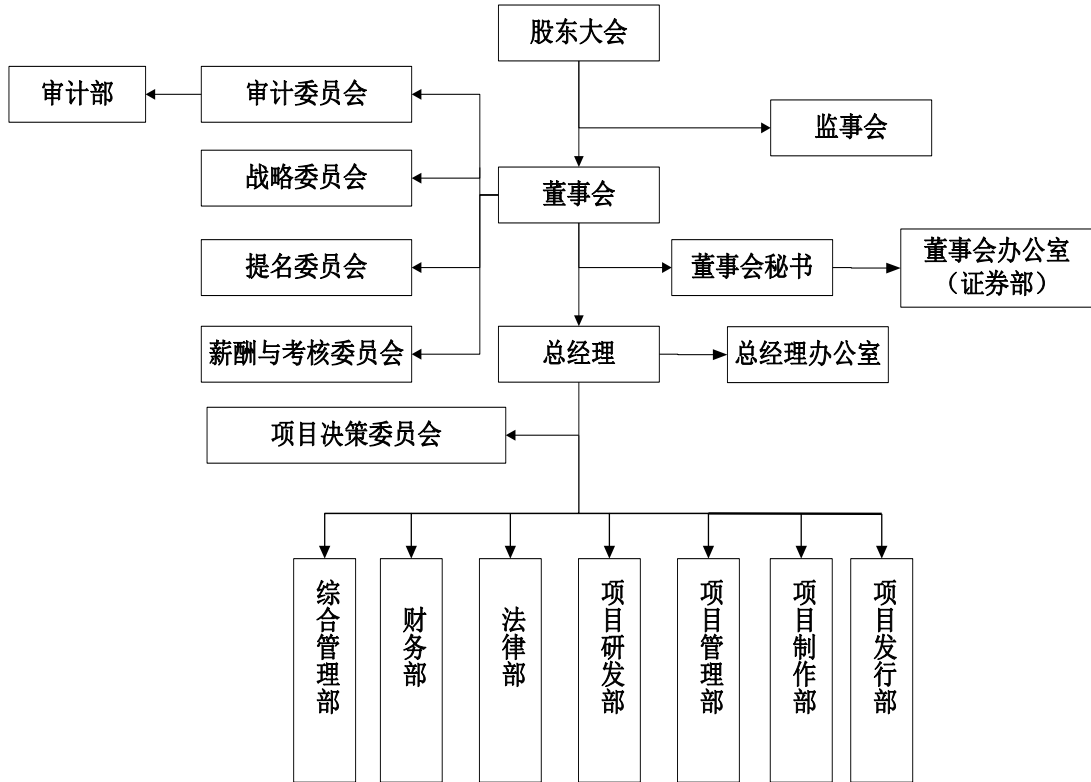 股东大会
审计部
审计委员会
监事会
战略委员会
董事会
提名委员会
董事会秘书
董事会办公室
（证券部）
薪酬与考核委员会
总经理
总经理办公室
项目决策委员会
综合管理部
财务部
法律部
项目研发部
项目管理部
项目制作部
项目发行部